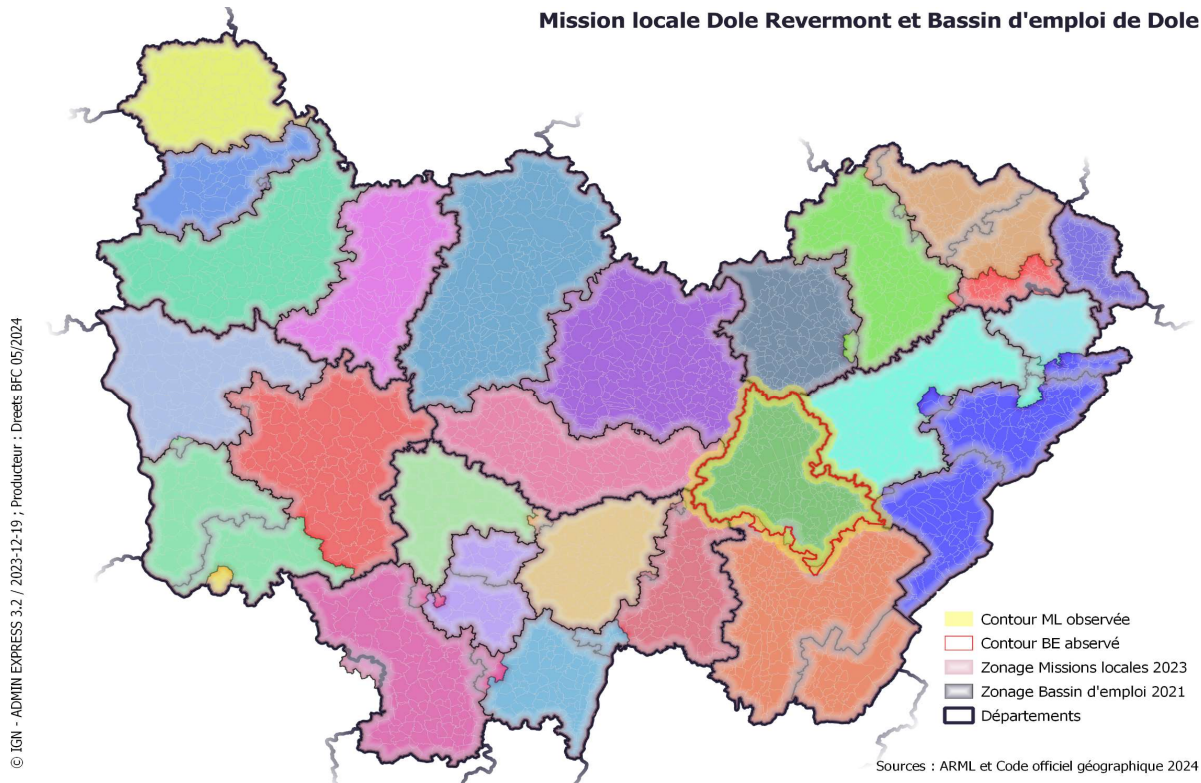 Mission locale Dole Revermont et Bassin d'emploi de Dole
© IGN - ADMIN EXPRESS 3.2 / 2023-12-19 ; Producteur : Dreets BFC 05/2024
Contour ML observée
Contour BE abservé
Zonage Missions locales 2023
Zonage Bassin d'emploi 2021
Départements
Sources : ARML et Code officiel géographique 2024